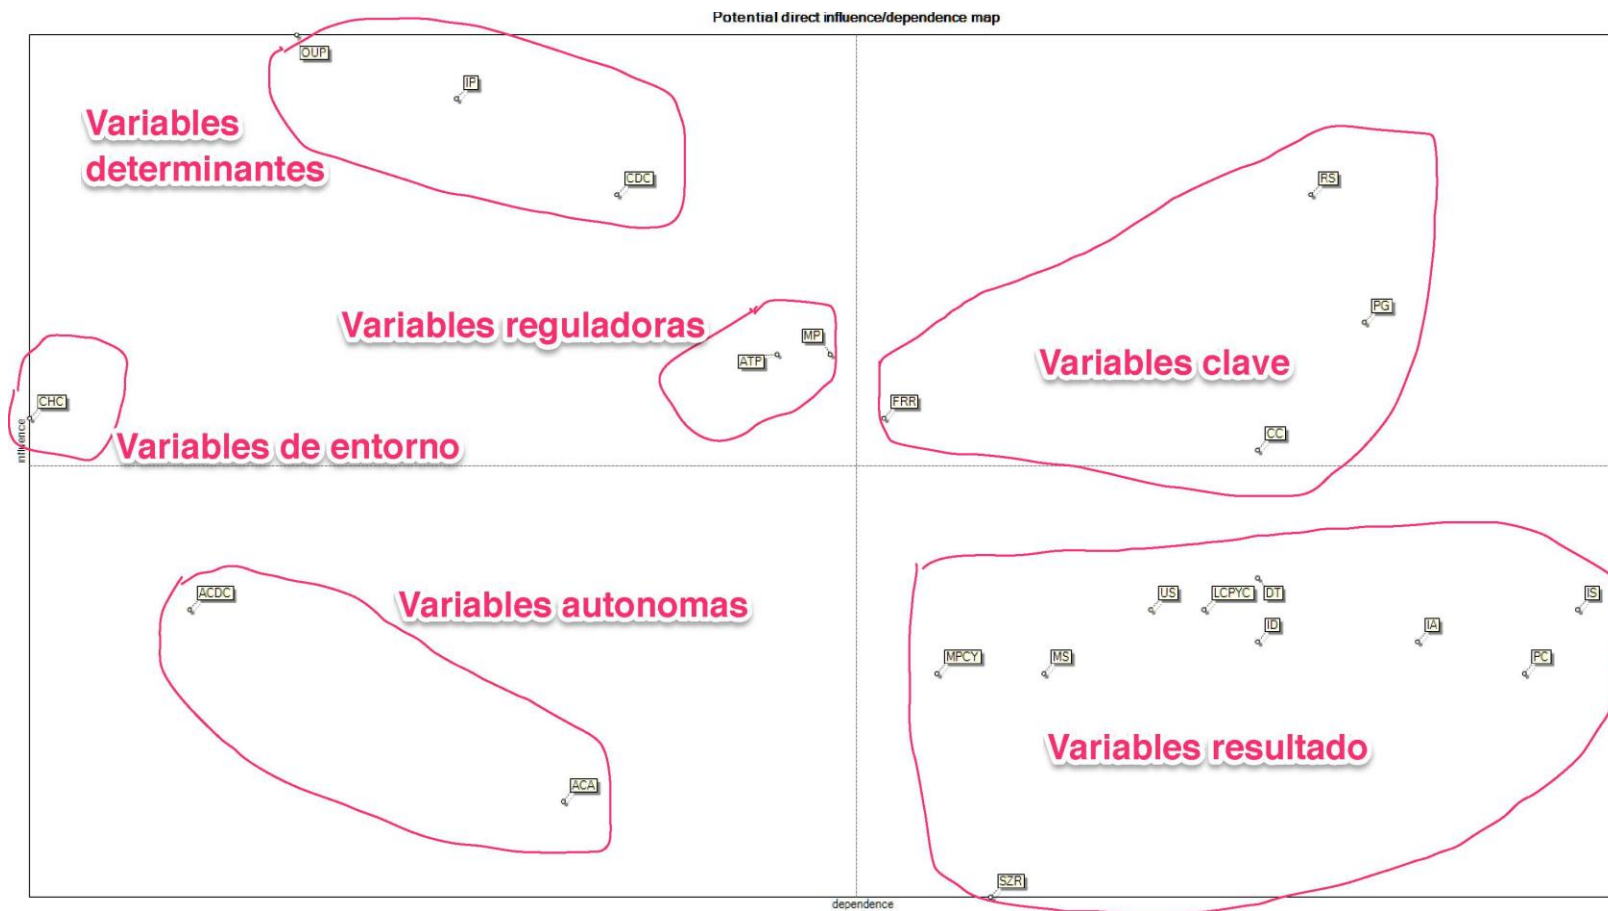 Potential direct influence/dependence map
OUP
IP
Variables
determinantes
CDC
RS
PG
Variables reguladoras
MP
ATP
Variables clave
CHC
FRR
CC
influence
Variables de entorno
ACDC
Variables autonomas
US
LCPYC
DT
IS
ID
IA
MPCY
MS
PC
Variables resultado
ACA
SZR
dependence